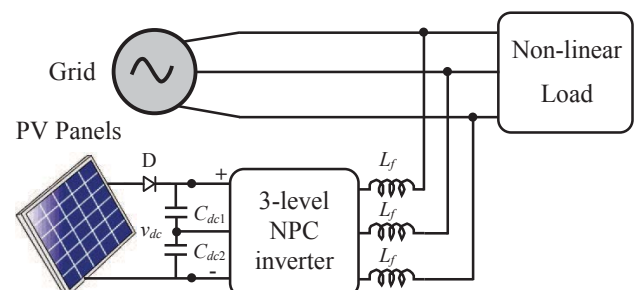 Grid
Non-linear
Load
PV Panels
D
+
C_dc1
v_dc
C_dc2
-
3-level
NPC
inverter
L_f
L_f
L_f